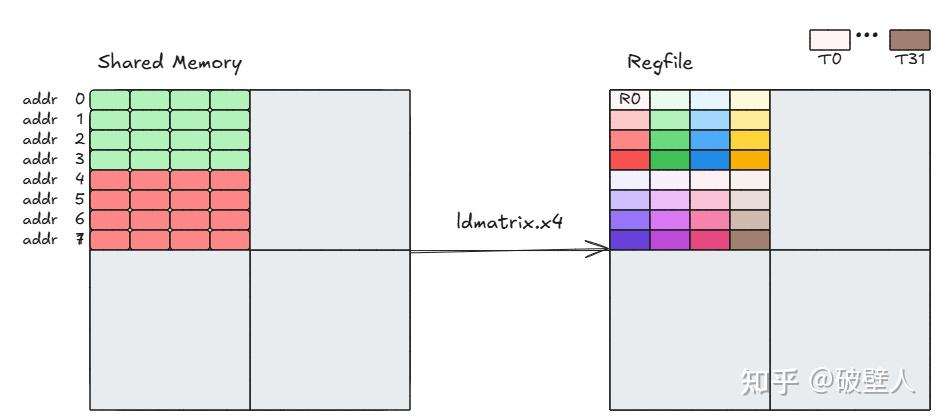 T0 ... T31
Shared Memory
Regfile
addr 0
addr 1
addr 2
addr 3
addr 4
addr 5
addr 6
addr 7
R0
ldmatrix.x4
知乎 @破壁人